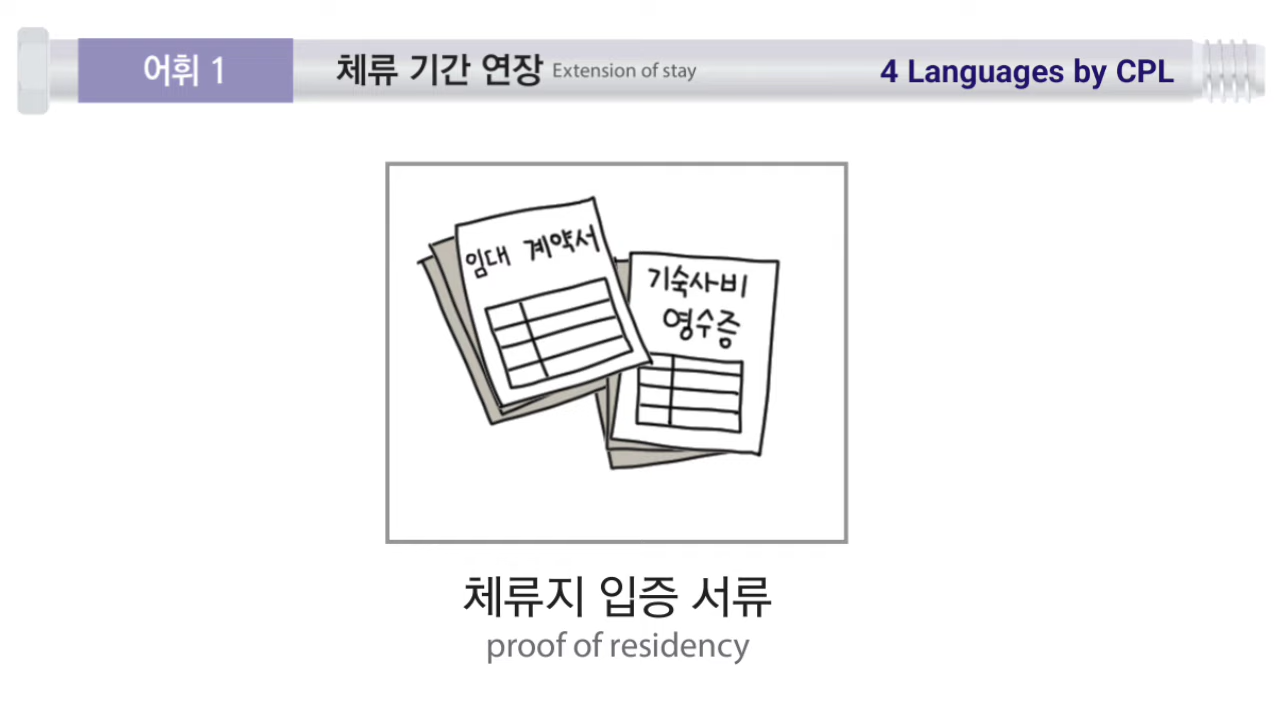 어휘 1
체류 기간 연장 Extension of stay
4 Languages by CPL
임대 계약서
기숙사비
영수증
체류지 입증 서류
proof of residency